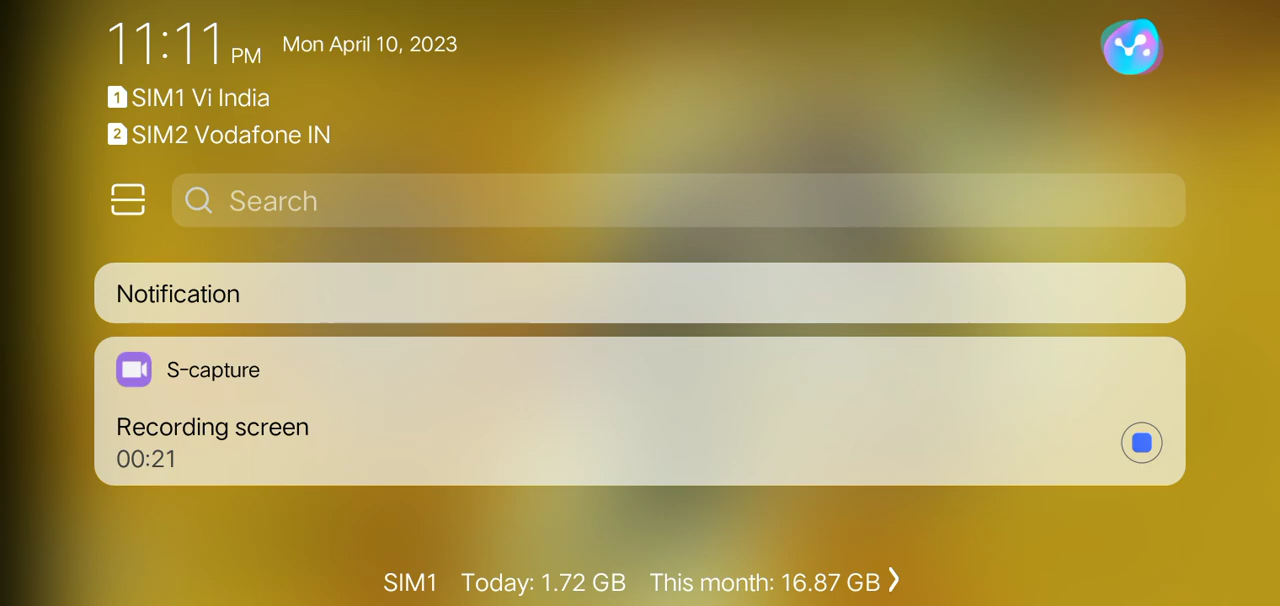 11:11 PM Mon April 10, 2023
1 SIM1 Vi India
2 SIM2 Vodafone IN
Search
Notification
S-capture
Recording screen
00:21
SIM1 Today: 1.72 GB This month: 16.87 GB